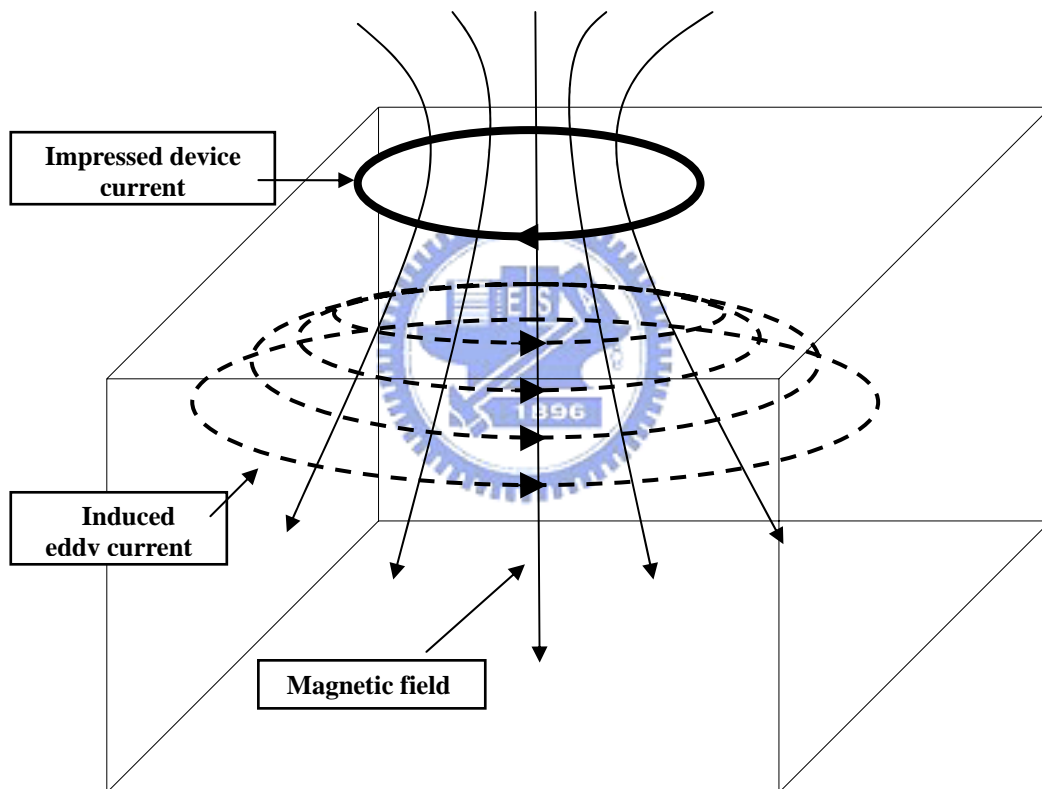 Impressed device
current
E S
1896
Induced
eddv current
Magnetic field